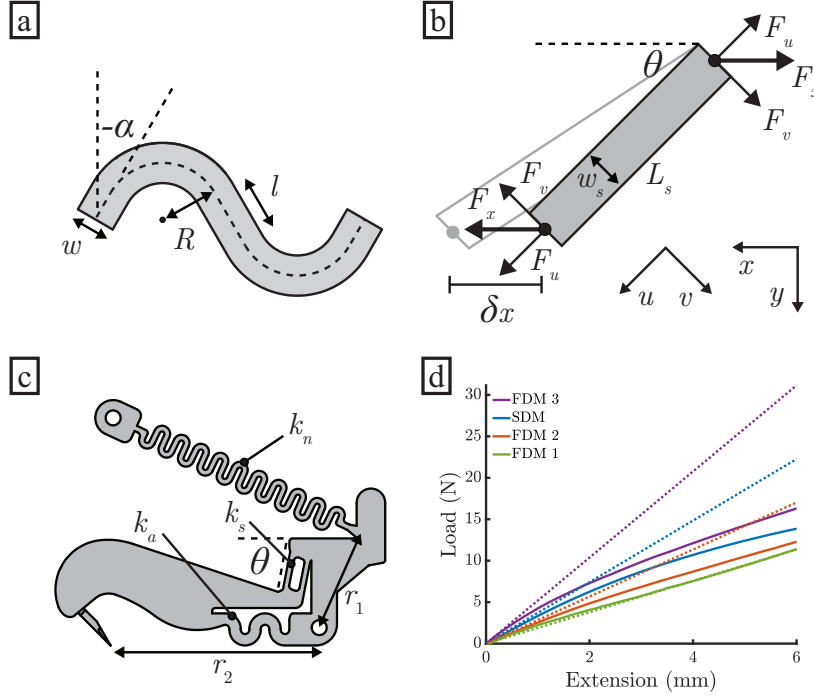 a
-α
l
w
R
b
θ
F_u
F_x
F_v
F_v
w_s
L_s
F_x
F_u
δx
u
v
x
y
c
k_n
k_s
k_a
θ
r_1
r_2
d
FDM 3
SDM
FDM 2
FDM 1
Load (N)
30
25
20
15
10
5
0
0
2
4
6
Extension (mm)